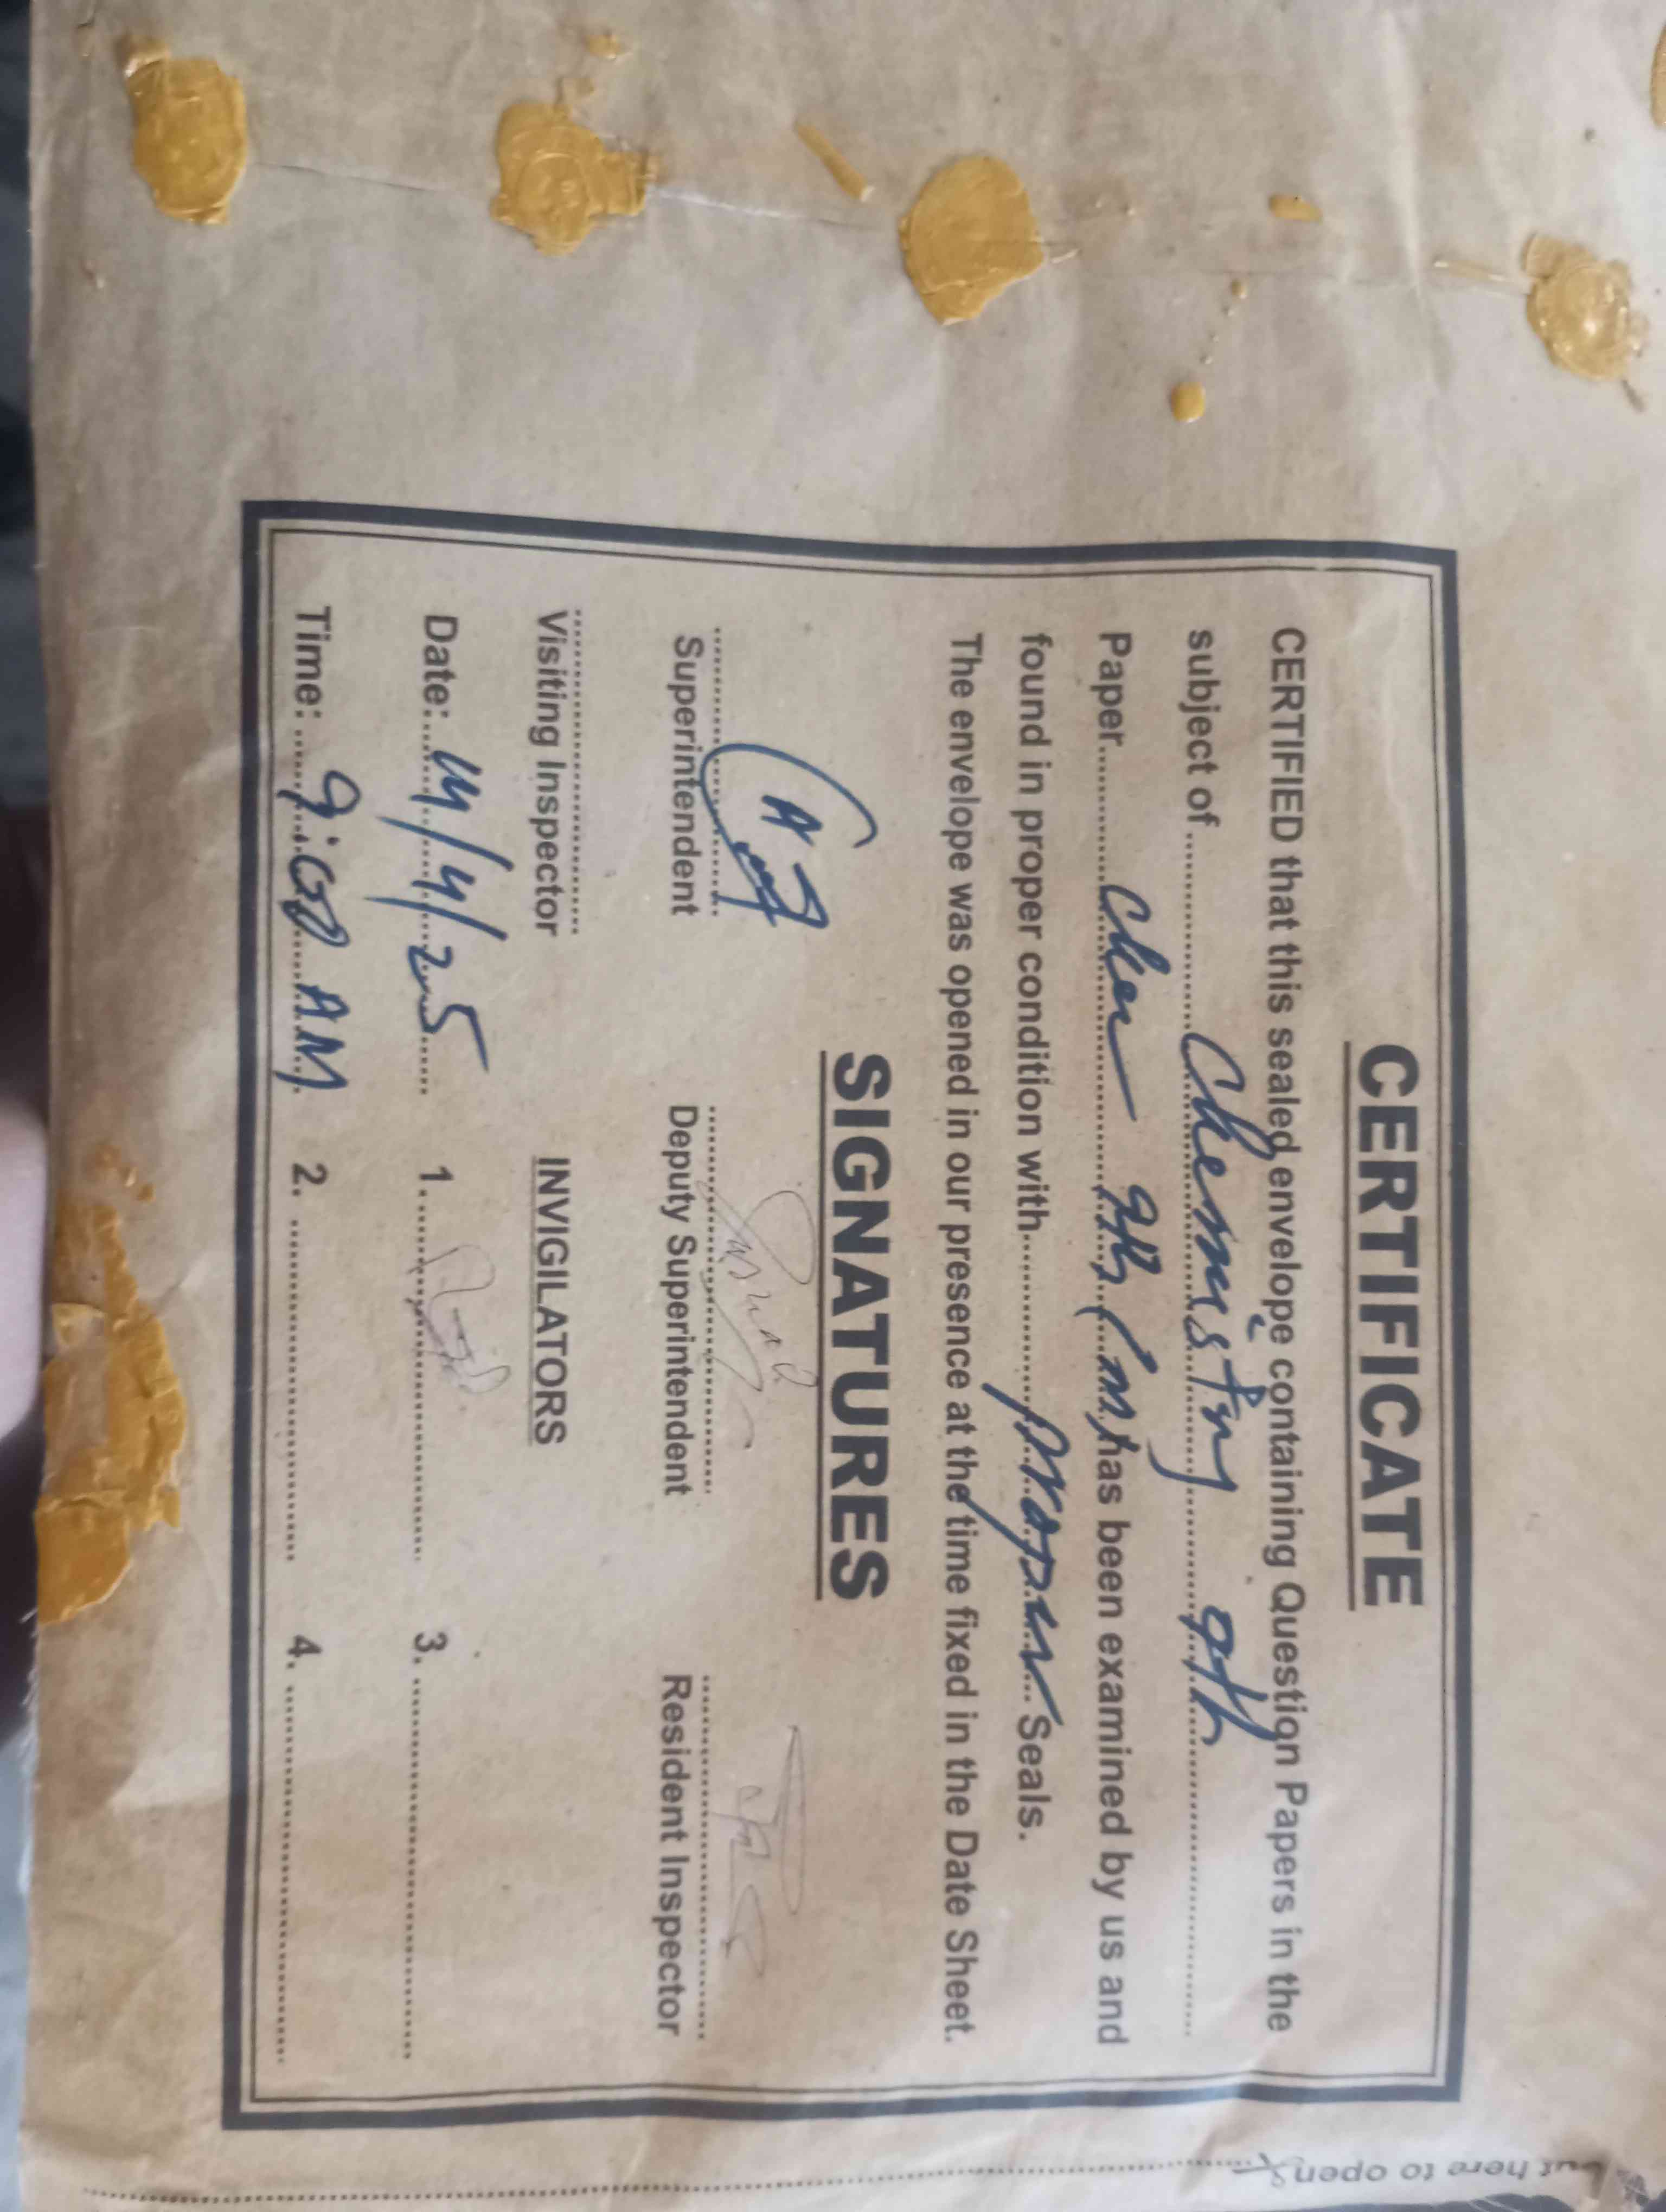 CERTIFICATE
CERTIFIED that this sealed envelope containing Question Papers in the
subject of Chemistry 9th
Paper Chem 9th (M) has been examined by us and
found in proper condition with proper Seals.
The envelope was opened in our presence at the time fixed in the Date Sheet.
SIGNATURES
Superintendent Deputy Superintendent Resident Inspector
Visiting Inspector INVIGILATORS
Date: 14/4/25 1. 3.
Time: 9:00 AM 2. 4.
cut here to open